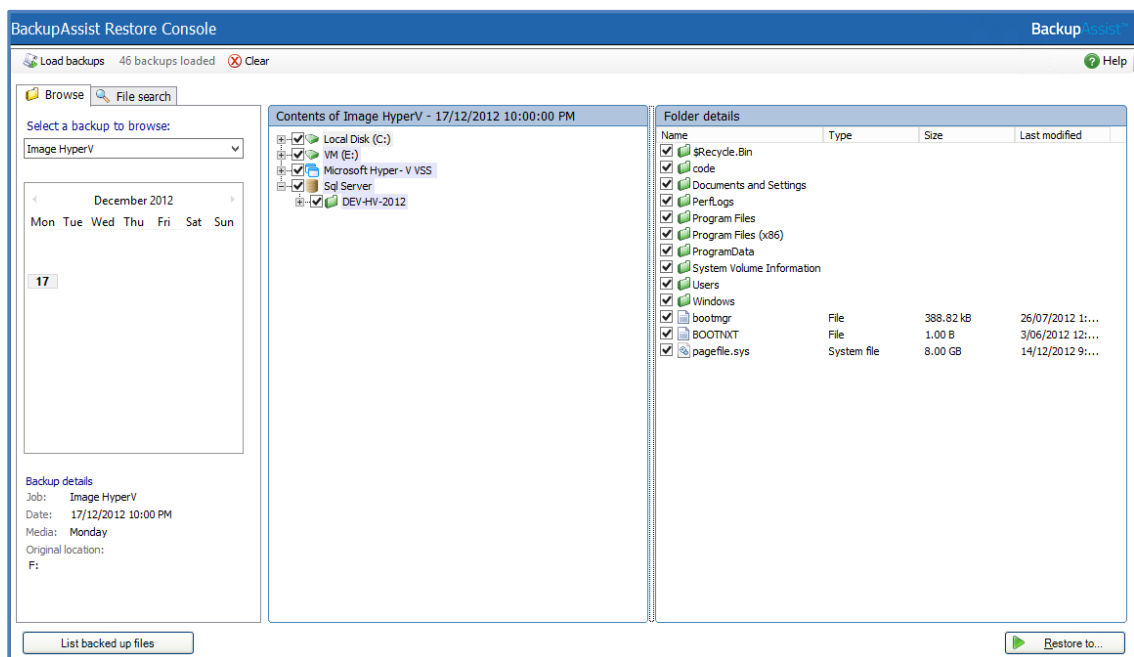 BackupAssist Restore Console
BackupAssist™
Load backups 46 backups loaded Clear
Help
Browse File search
Select a backup to browse:
Image HyperV
December 2012
Mon Tue Wed Thu Fri Sat Sun
17
Backup details
Job: Image HyperV
Date: 17/12/2012 10:00 PM
Media: Monday
Original location:
F:
List backed up files
Contents of Image HyperV - 17/12/2012 10:00:00 PM
Local Disk (C:)
VM (E:)
Microsoft Hyper- V VSS
Sql Server
DEV-HV-2012
Folder details
Name Type Size Last modified
$Recycle.Bin
code
Documents and Settings
PerfLogs
Program Files
Program Files (x86)
ProgramData
System Volume Information
Users
Windows
bootmgr File 388.82 kB 26/07/2012 1:...
BOOTNXT File 1.00 B 3/06/2012 12:...
pagefile.sys System file 8.00 GB 14/12/2012 9:...
Restore to...